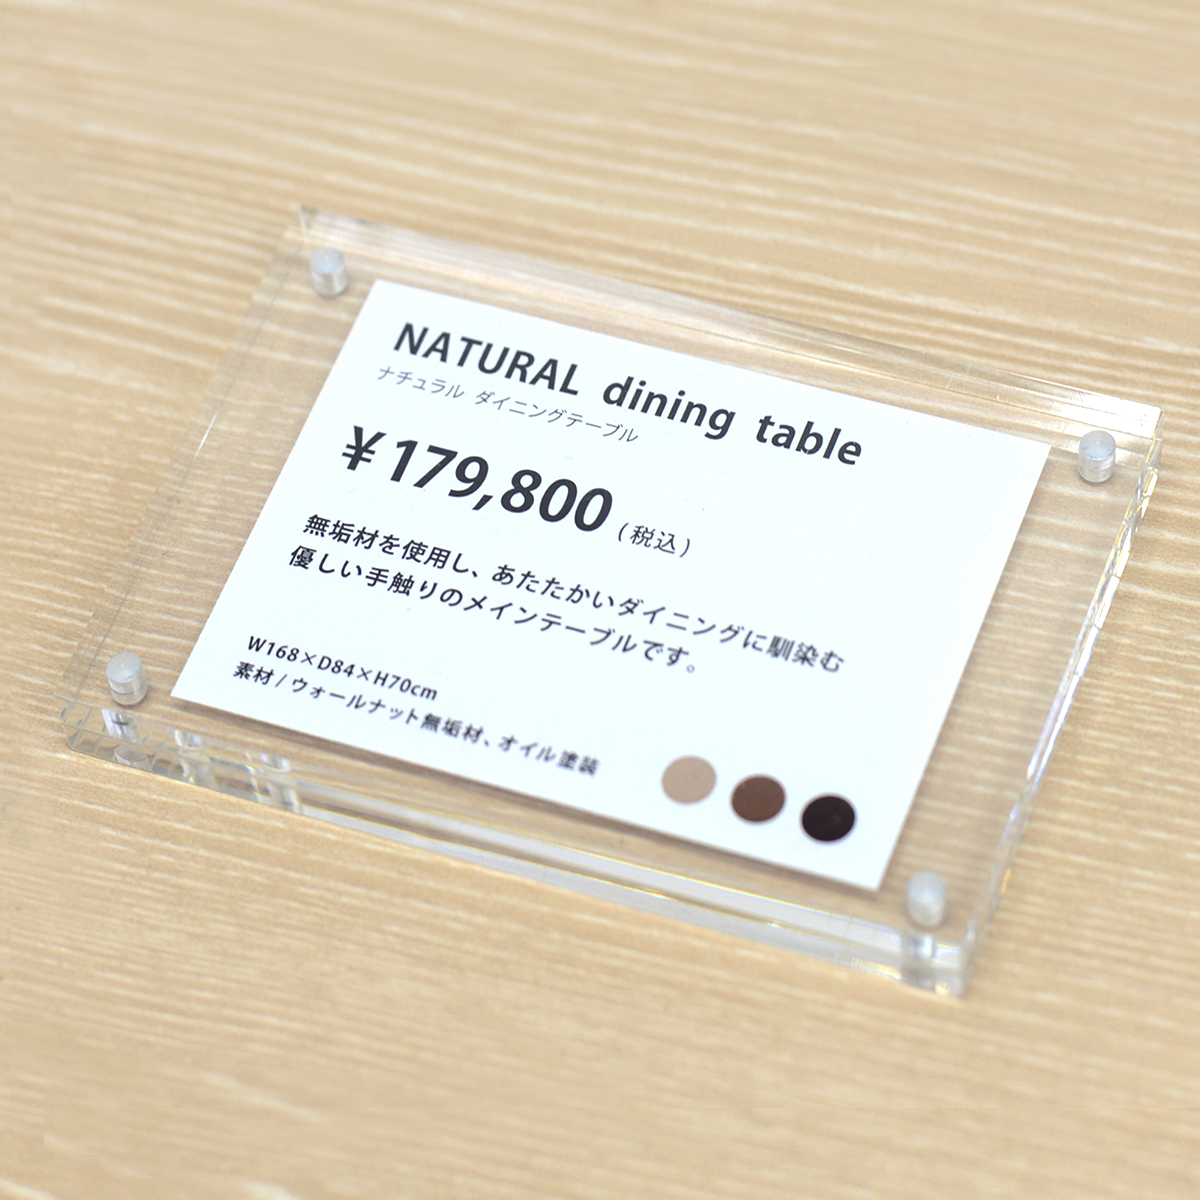 NATURAL dining table
ナチュラル ダイニングテーブル
￥179,800 (税込)
無垢材を使用し、あたたかいダイニングに馴染む
優しい手触りのメインテーブルです。
W168×D84×H70cm
素材/ウォールナット無垢材、オイル塗装